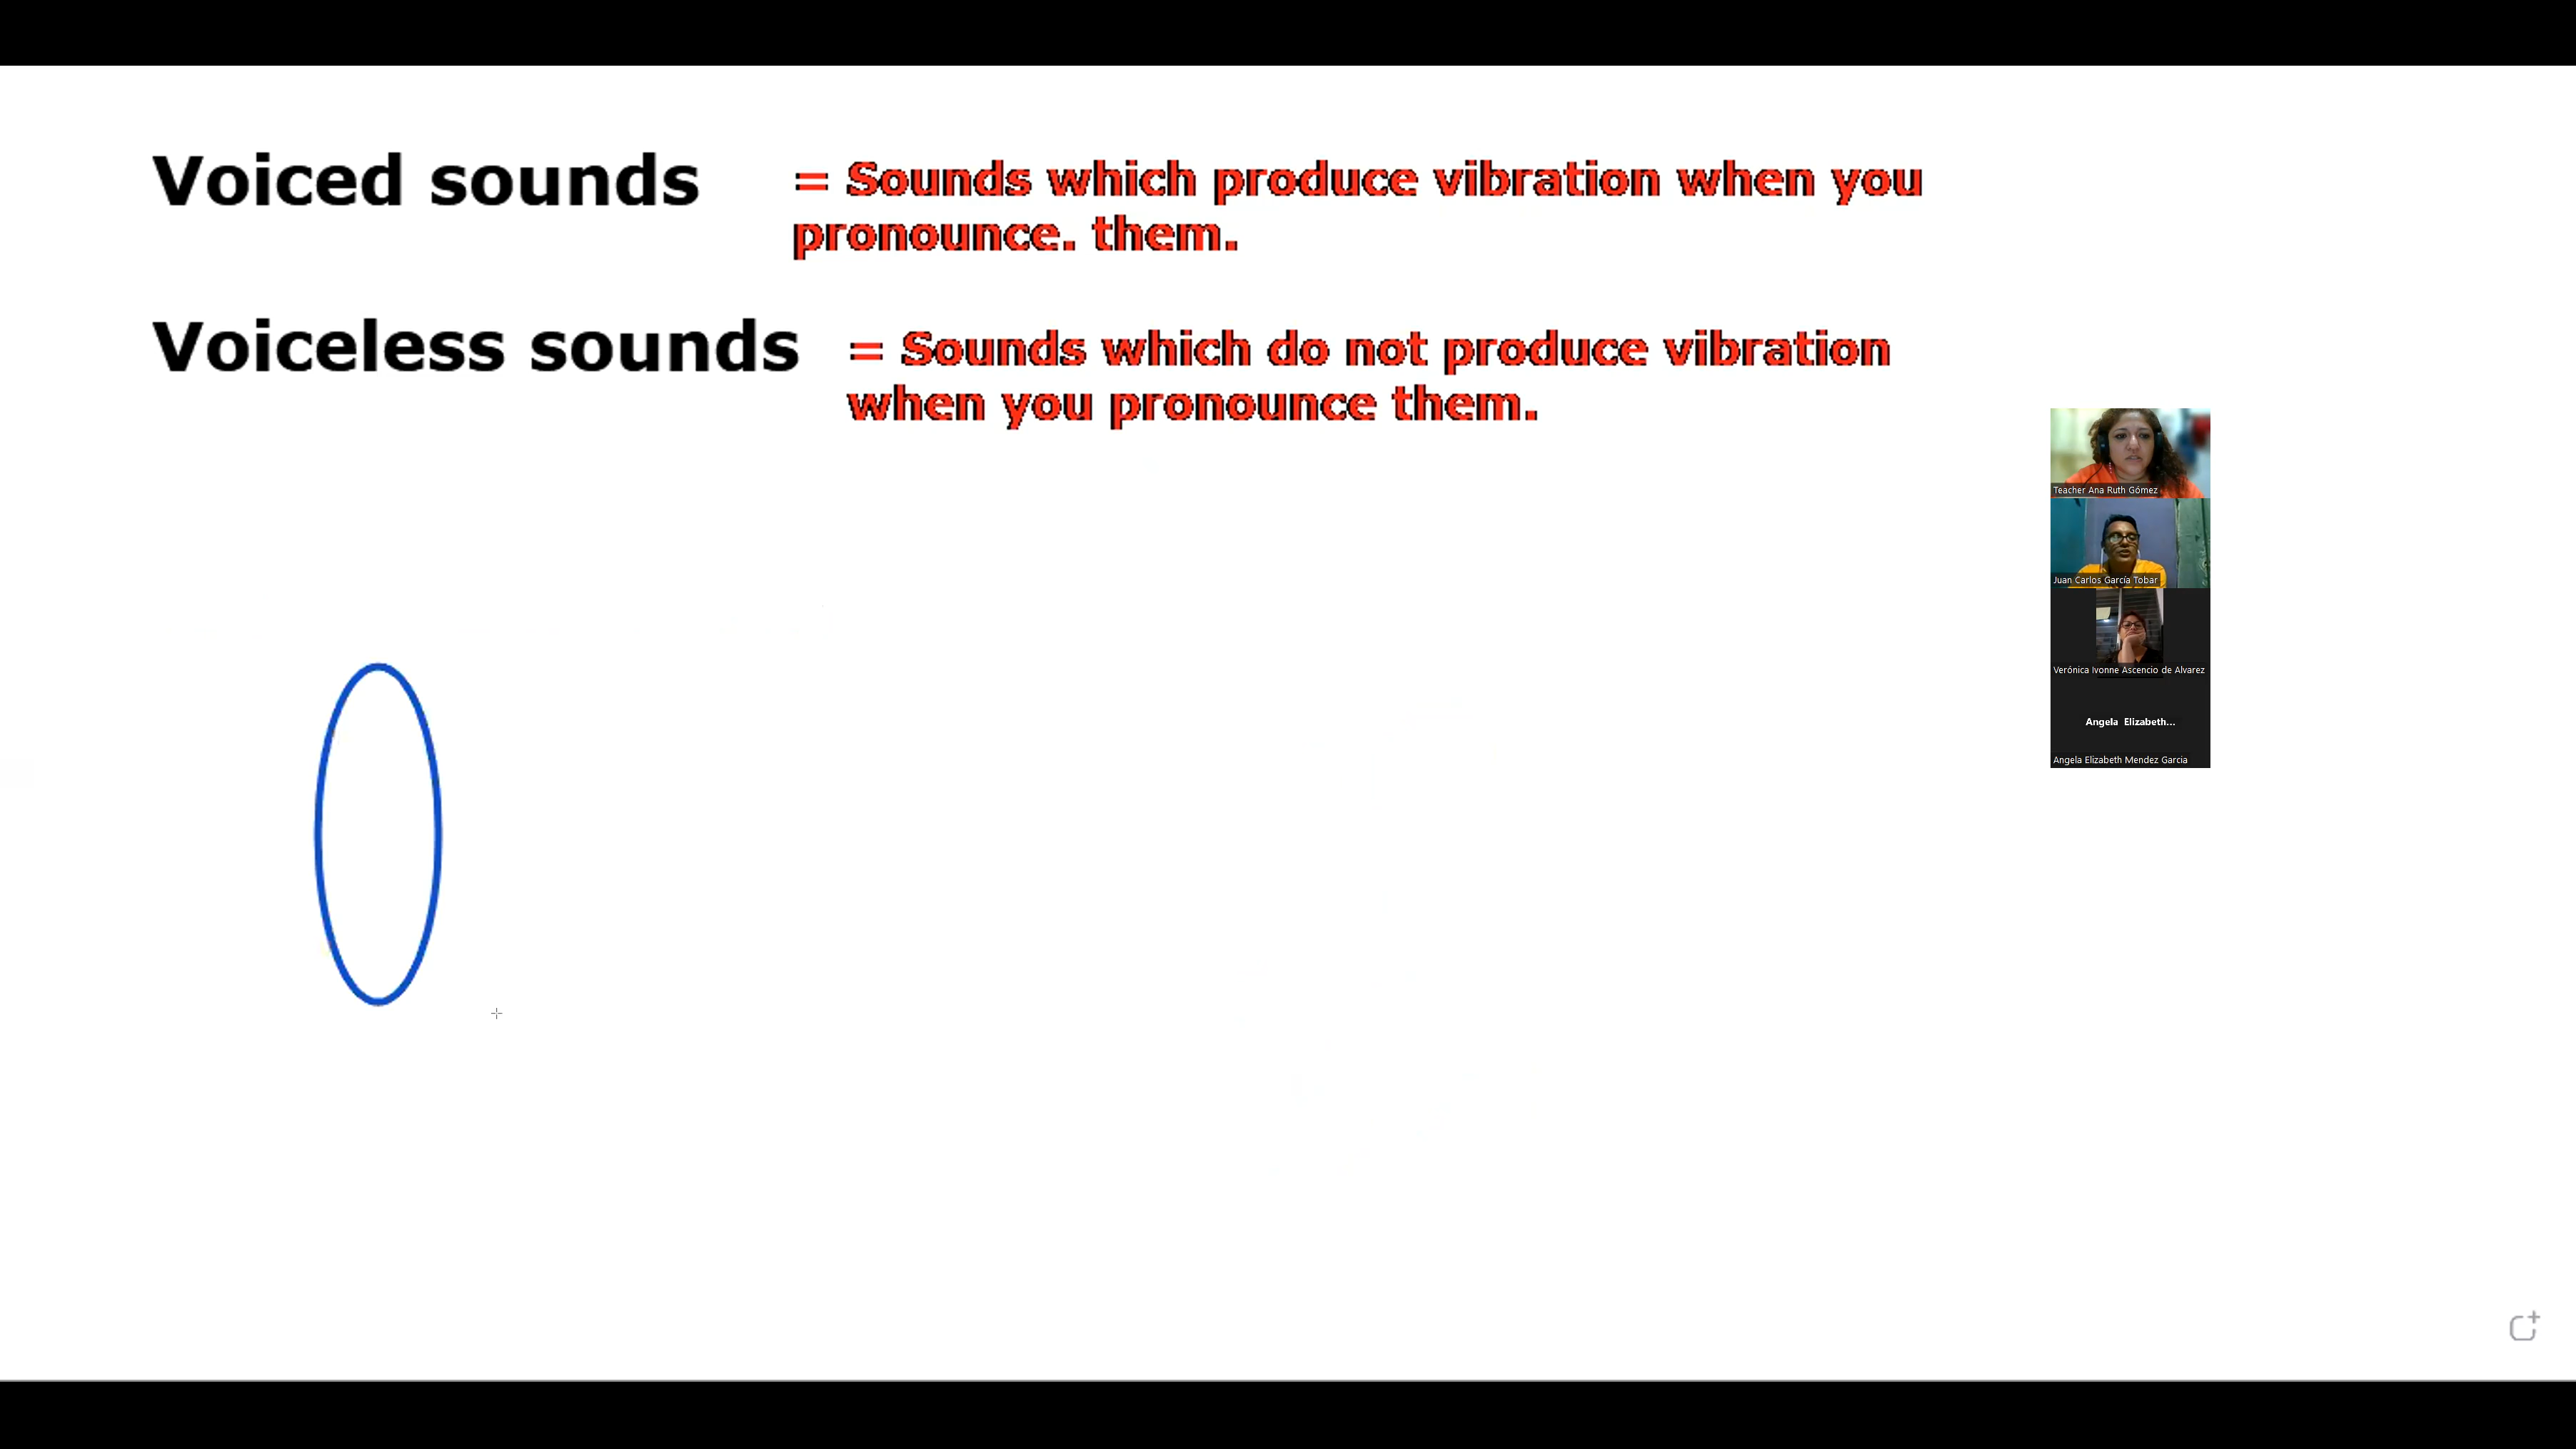 Voiced sounds
= Sounds which produce vibration when you
pronounce. them.
Voiceless sounds
= Sounds which do not produce vibration
when you pronounce them.
Teacher Ana Ruth Gómez
Juan Carlos García Tobar
Verónica Ivonne Ascencio de Alvarez
Angela Elizabeth...
Angela Elizabeth Mendez Garcia